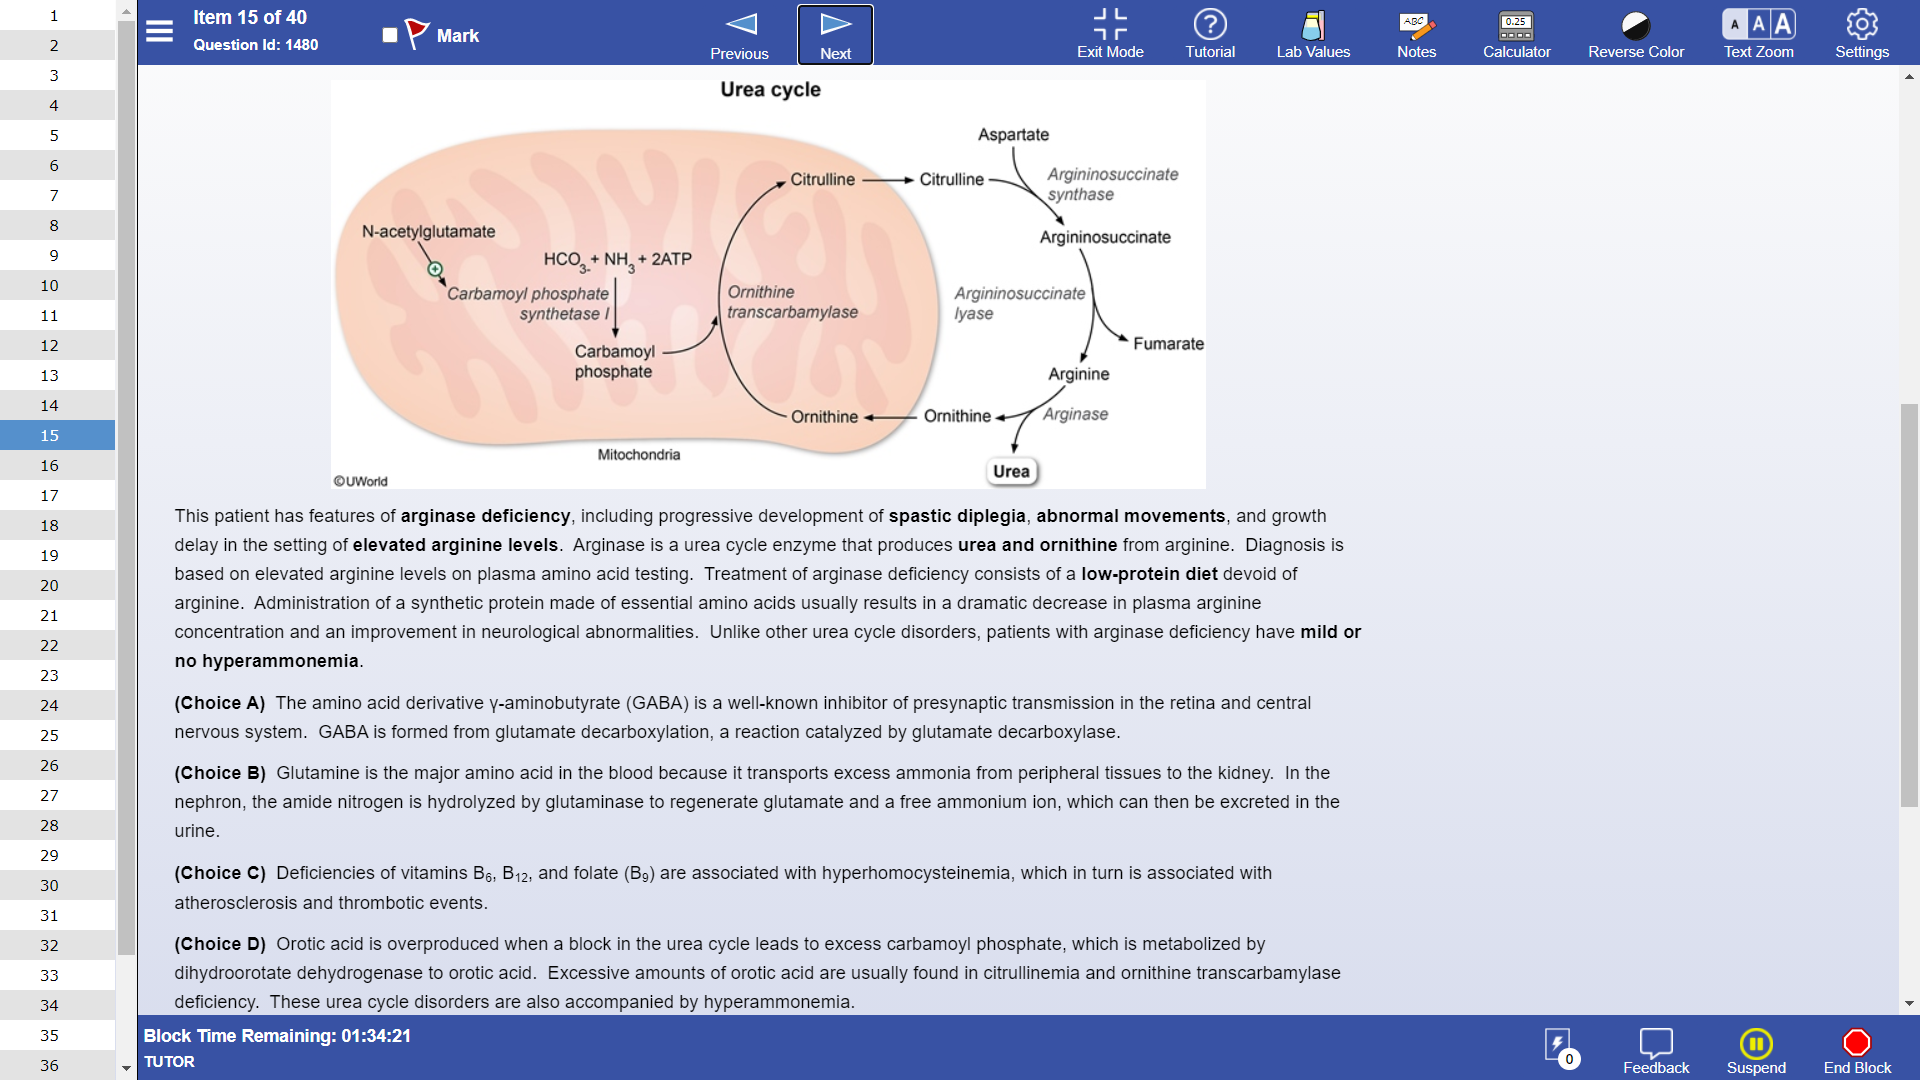 1
2
3
4
5
6
7
8
9
10
11
12
13
14
15
16
17
18
19
20
21
22
23
24
25
26
27
28
29
30
31
32
33
34
35
36
Item 15 of 40
Question Id: 1480
Mark
Previous
Next
Exit Mode
Tutorial
Lab Values
ABC
Notes
0.25
Calculator
Reverse Color
A A A
Text Zoom
Settings
Urea cycle
Aspartate
Citrulline
Citrulline
Argininosuccinate
synthase
N-acetylglutamate
Argininosuccinate
HCO3- + NH3 + 2ATP
Carbamoyl phosphate
synthetase I
Ornithine
transcarbamylase
Argininosuccinate
lyase
Fumarate
Carbamoyl
phosphate
Arginine
Ornithine
Ornithine
Arginase
Mitochondria
Urea
©UWorld
This patient has features of arginase deficiency, including progressive development of spastic diplegia, abnormal movements, and growth
delay in the setting of elevated arginine levels. Arginase is a urea cycle enzyme that produces urea and ornithine from arginine. Diagnosis is
based on elevated arginine levels on plasma amino acid testing. Treatment of arginase deficiency consists of a low-protein diet devoid of
arginine. Administration of a synthetic protein made of essential amino acids usually results in a dramatic decrease in plasma arginine
concentration and an improvement in neurological abnormalities. Unlike other urea cycle disorders, patients with arginase deficiency have mild or
no hyperammonemia.
(Choice A) The amino acid derivative γ-aminobutyrate (GABA) is a well-known inhibitor of presynaptic transmission in the retina and central
nervous system. GABA is formed from glutamate decarboxylation, a reaction catalyzed by glutamate decarboxylase.
(Choice B) Glutamine is the major amino acid in the blood because it transports excess ammonia from peripheral tissues to the kidney. In the
nephron, the amide nitrogen is hydrolyzed by glutaminase to regenerate glutamate and a free ammonium ion, which can then be excreted in the
urine.
(Choice C) Deficiencies of vitamins B6, B12, and folate (B9) are associated with hyperhomocysteinemia, which in turn is associated with
atherosclerosis and thrombotic events.
(Choice D) Orotic acid is overproduced when a block in the urea cycle leads to excess carbamoyl phosphate, which is metabolized by
dihydroorotate dehydrogenase to orotic acid. Excessive amounts of orotic acid are usually found in citrullinemia and ornithine transcarbamylase
deficiency. These urea cycle disorders are also accompanied by hyperammonemia.
Block Time Remaining: 01:34:21
TUTOR
0
Feedback
Suspend
End Block